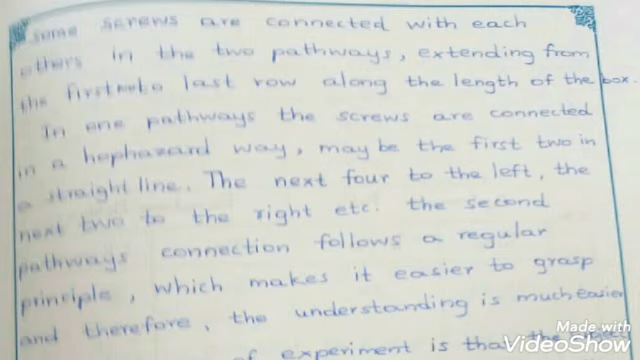 some screws are connected with each
others in the two pathways, extending from
the first to last row along the length of the box.
In one pathways the screws are connected
in a hephazard way, may be the first two in
a straight line. The next four to the left, the
next two to the right etc. the second
pathways connection follows a regular
principle, which makes it easier to grasp
and therefore, the understanding is much easier
of experiment is that the
Made with
VideoShow